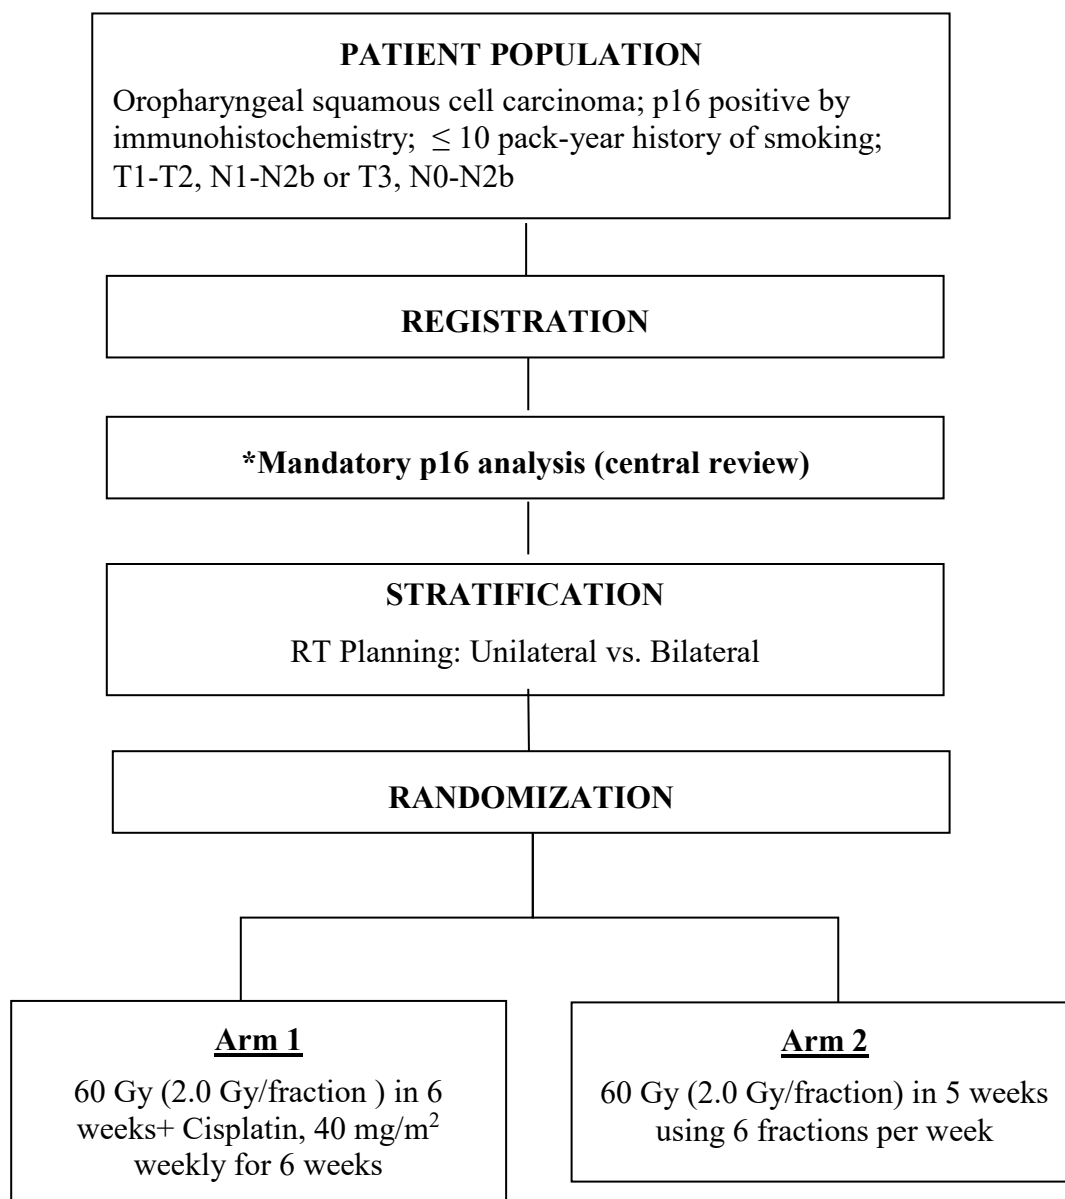 PATIENT POPULATION
Oropharyngeal squamous cell carcinoma; p16 positive by
immunohistochemistry;  ≤ 10 pack-year history of smoking;
T1-T2, N1-N2b or T3, N0-N2b
REGISTRATION
*Mandatory p16 analysis (central review)
STRATIFICATION
RT Planning: Unilateral vs. Bilateral
RANDOMIZATION
Arm 1
60 Gy (2.0 Gy/fraction ) in 6
weeks+ Cisplatin, 40 mg/m²
weekly for 6 weeks
Arm 2
60 Gy (2.0 Gy/fraction) in 5 weeks
using 6 fractions per week